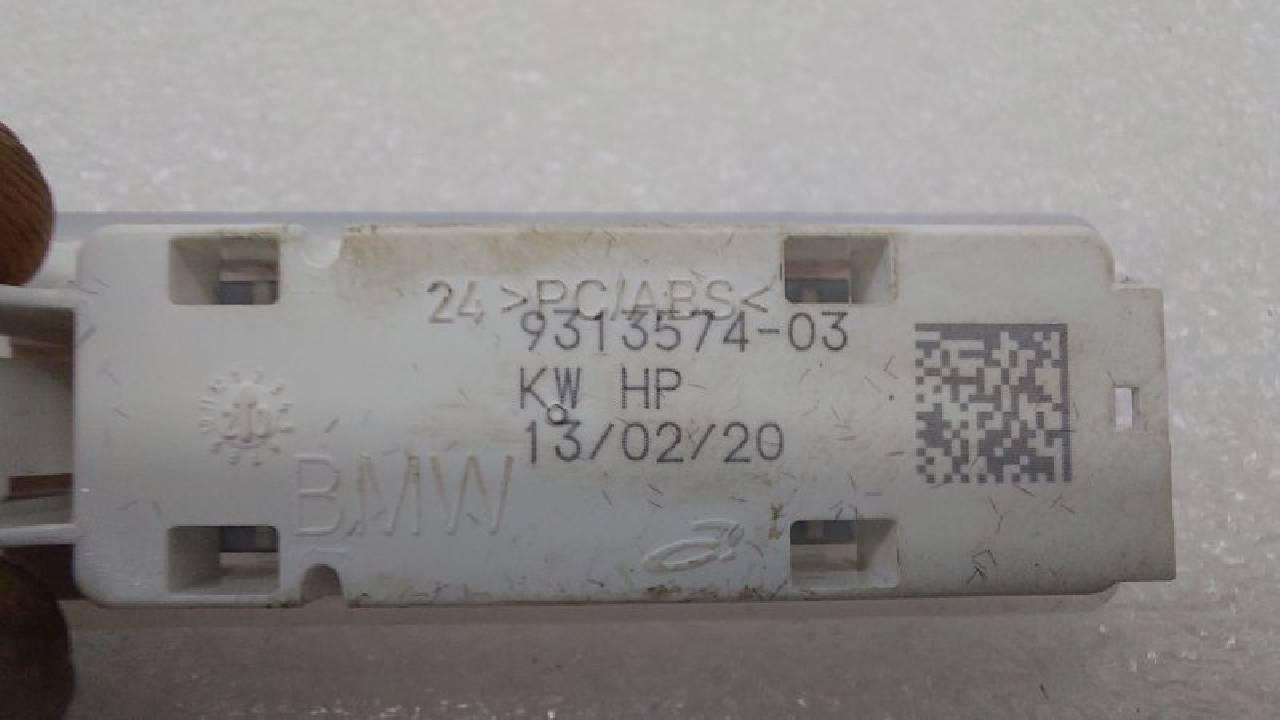 24 >PC/ABS<
9313574-03
KW HP
13/02/20
BMW